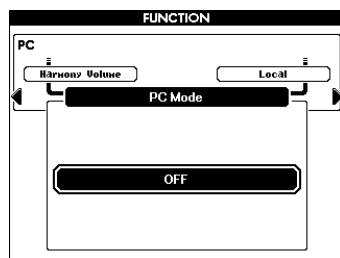 FUNCTION
PC
Harmony Volume
Local
PC Mode
OFF